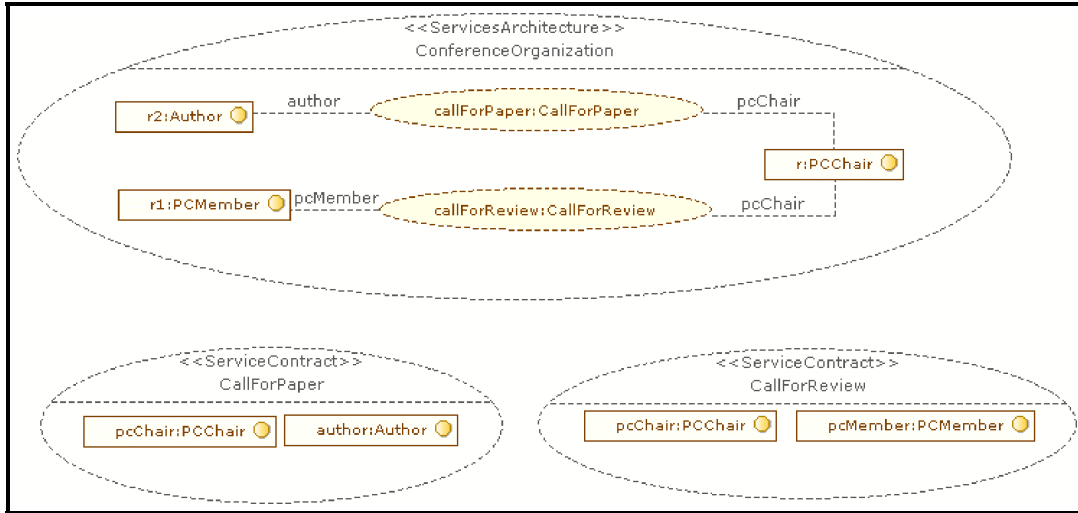 <<ServicesArchitecture>>
ConferenceOrganization
author
callForPaper:CallForPaper
pcChair
r2:Author
r:PCChair
r1:PCMember
pcMember
callForReview:CallForReview
pcChair
<<ServiceContract>>
CallForPaper
pcChair:PCChair
author:Author
<<ServiceContract>>
CallForReview
pcChair:PCChair
pcMember:PCMember